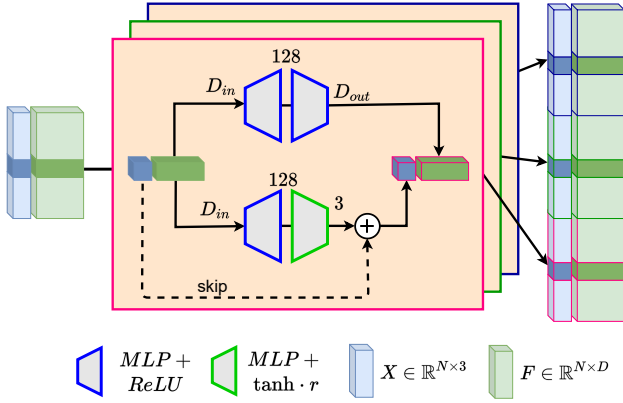 128
D_in
D_out
128
D_in
3
+
skip
MLP + ReLU
MLP + tanh · r
X ∈ ℝ^{N×3}
F ∈ ℝ^{N×D}